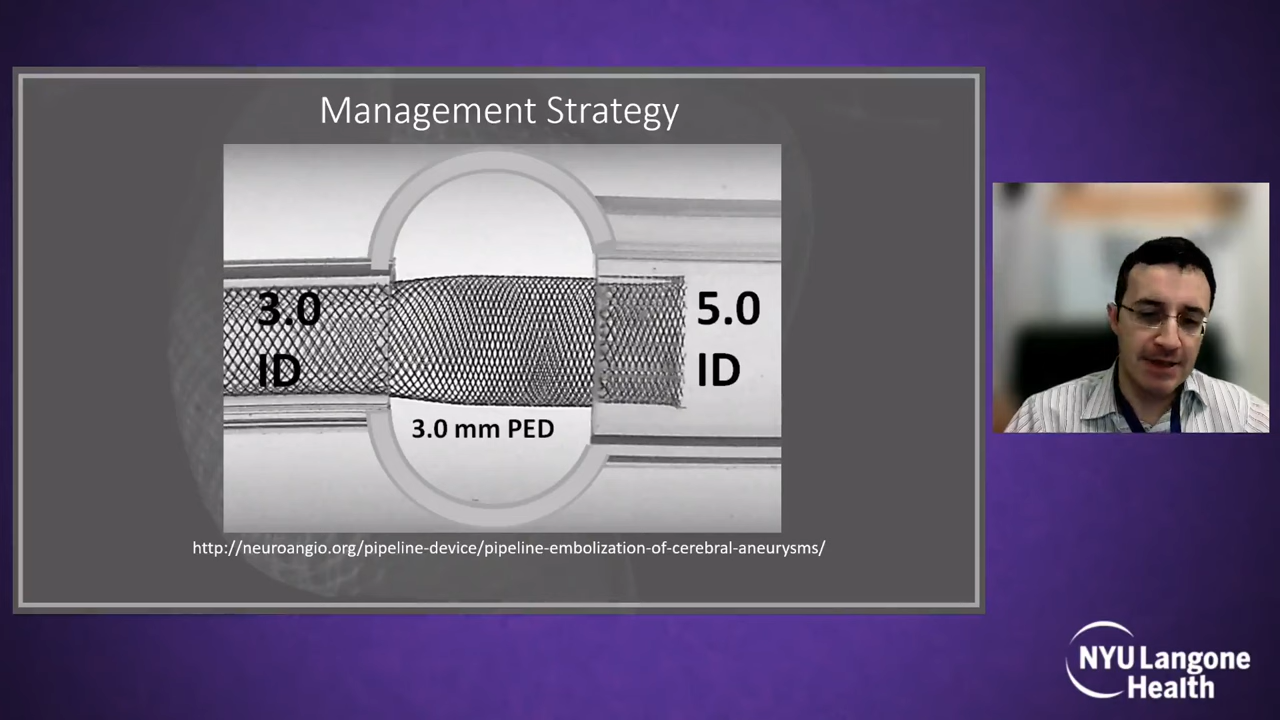 Management Strategy
3.0
ID
5.0
ID
3.0 mm PED
http://neuroangio.org/pipeline-device/pipeline-embolization-of-cerebral-aneurysms/
NYU Langone
Health